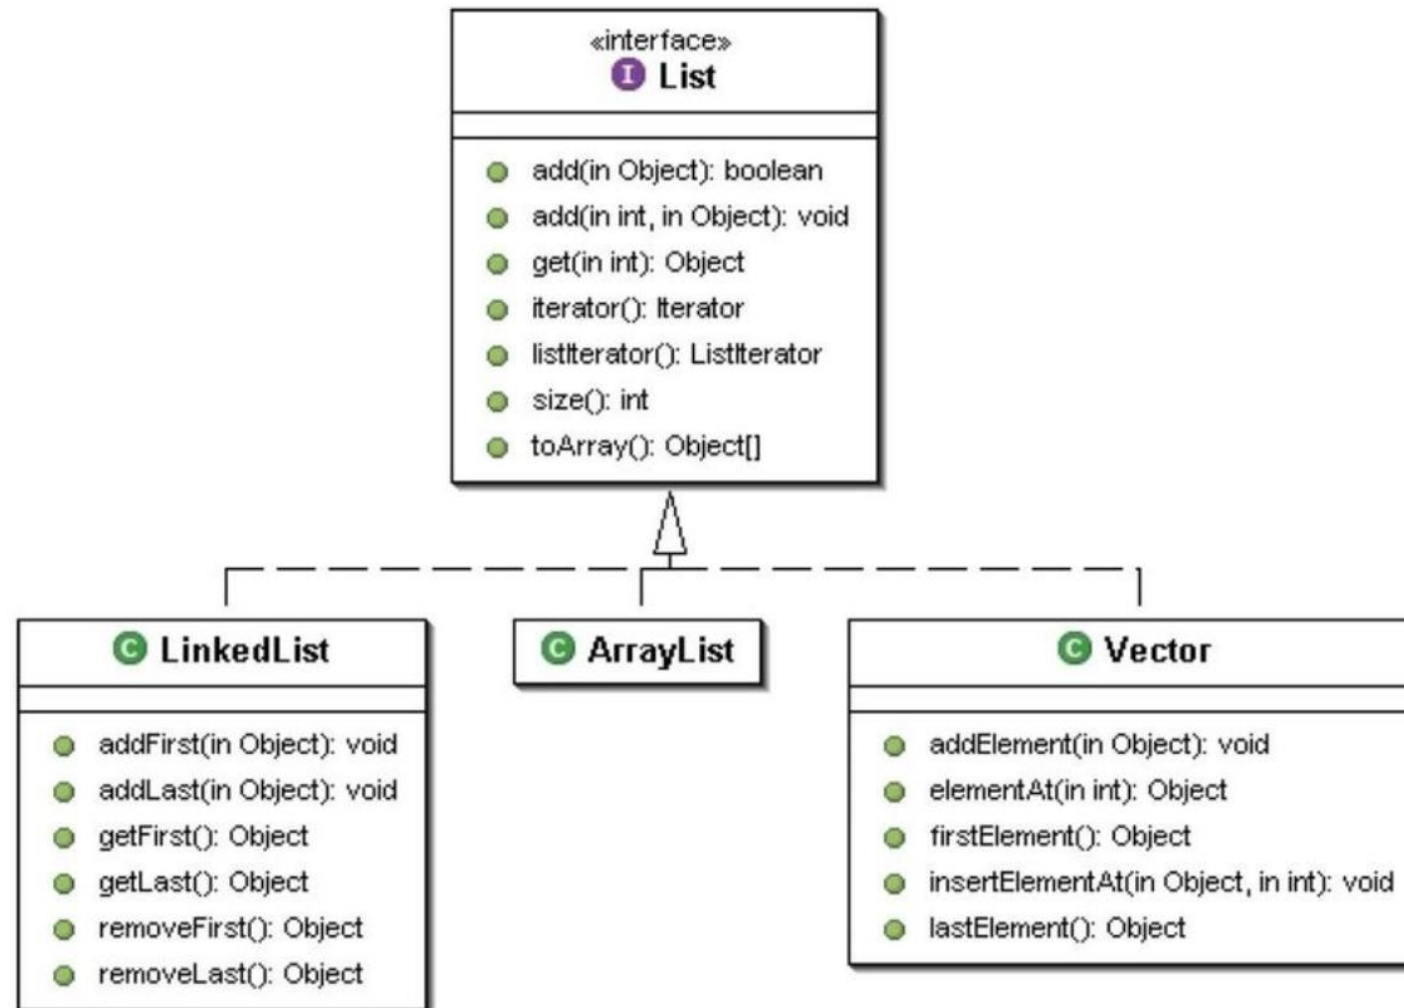 «interface»
I List
add(in Object): boolean
add(in int, in Object): void
get(in int): Object
iterator(): Iterator
listIterator(): ListIterator
size(): int
toArray(): Object[]
C LinkedList
addFirst(in Object): void
addLast(in Object): void
getFirst(): Object
getLast(): Object
removeFirst(): Object
removeLast(): Object
C ArrayList
C Vector
addElement(in Object): void
elementAt(in int): Object
firstElement(): Object
insertElementAt(in Object, in int): void
lastElement(): Object